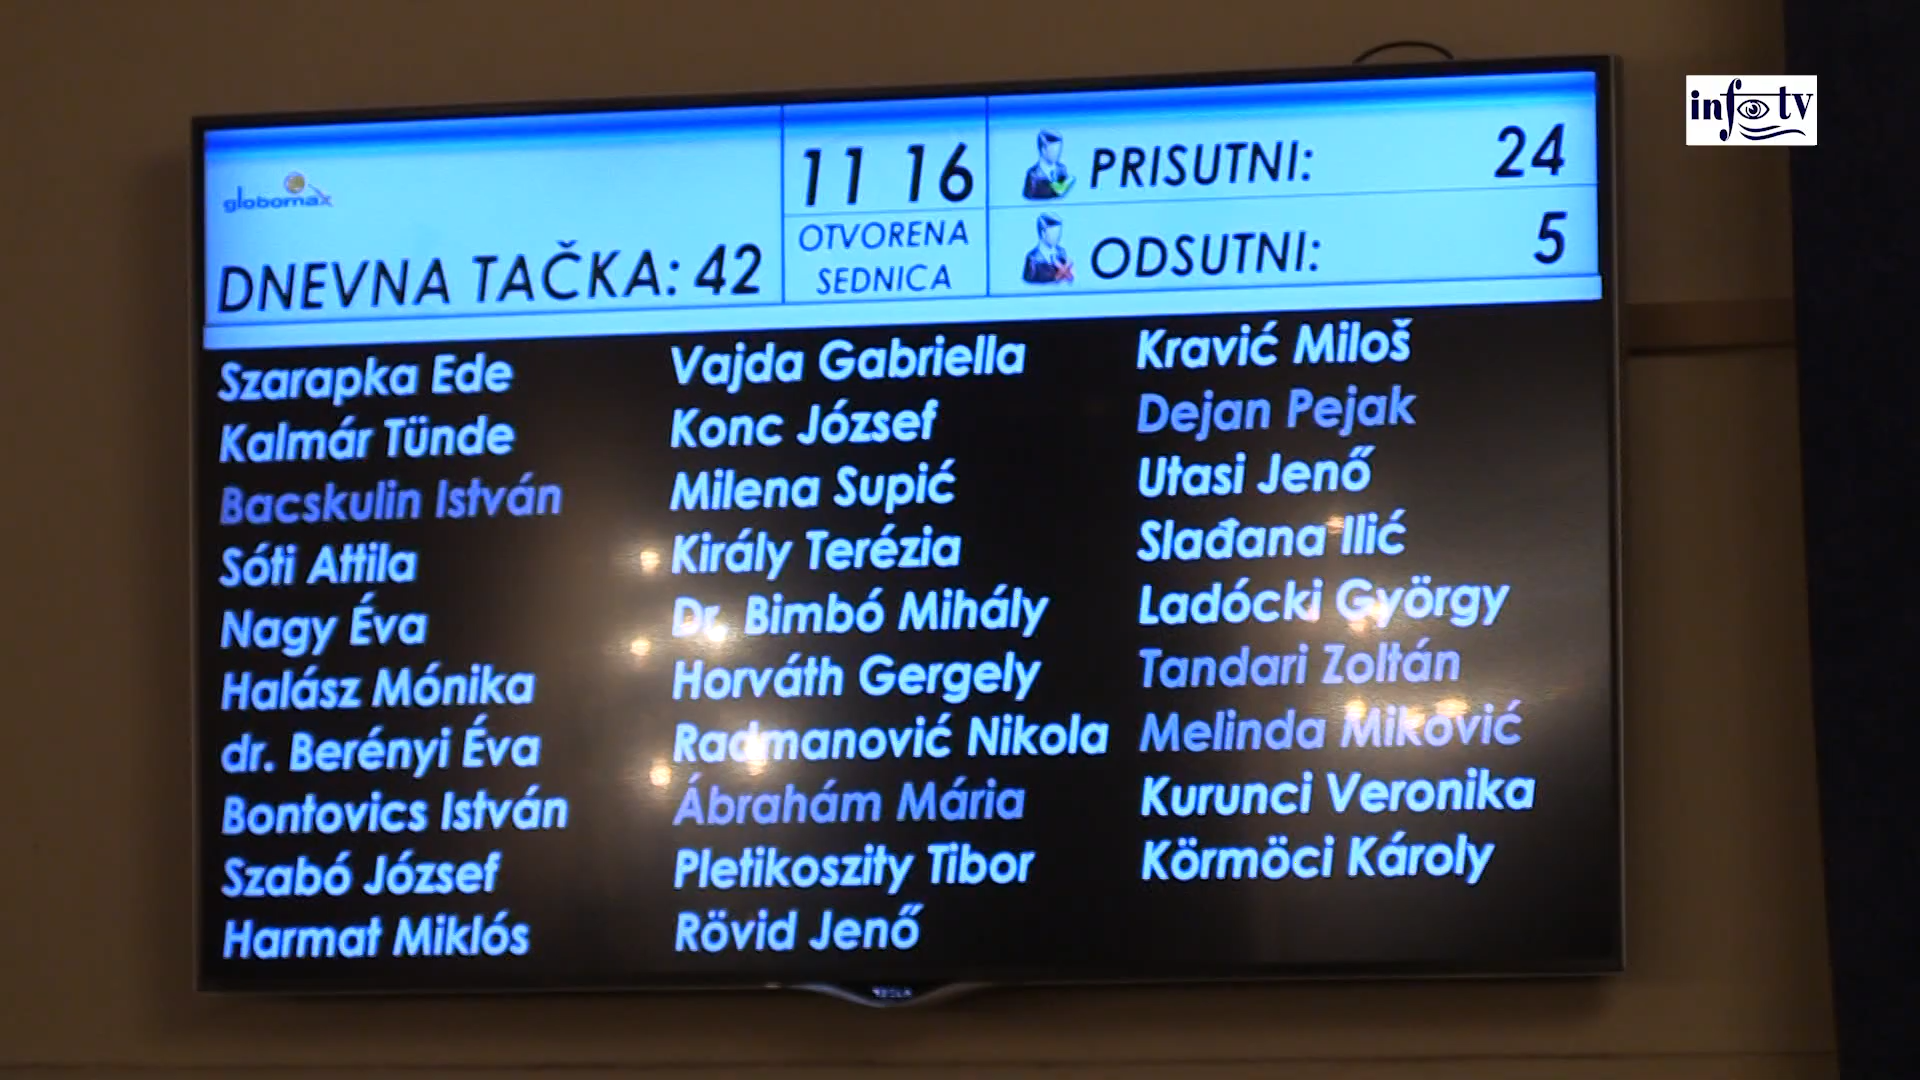 info tv
globomax
DNEVNA TAČKA: 42
11 16
OTVORENA
SEDNICA
PRISUTNI: 24
ODSUTNI: 5
Szarapka Ede
Kalmár Tünde
Bacskulin István
Sóti Attila
Nagy Éva
Halász Mónika
dr. Berényi Éva
Bontovics István
Szabó József
Harmat Miklós
Vajda Gabriella
Konc József
Milena Supić
Király Terézia
Dr. Bimbó Mihály
Horváth Gergely
Radmanović Nikola
Ábrahám Mária
Pletikoszity Tibor
Rövid Jenő
Kravić Miloš
Dejan Pejak
Utasi Jenő
Slađana Ilić
Ladócki György
Tandari Zoltán
Melinda Miković
Kurunci Veronika
Körmöci Károly